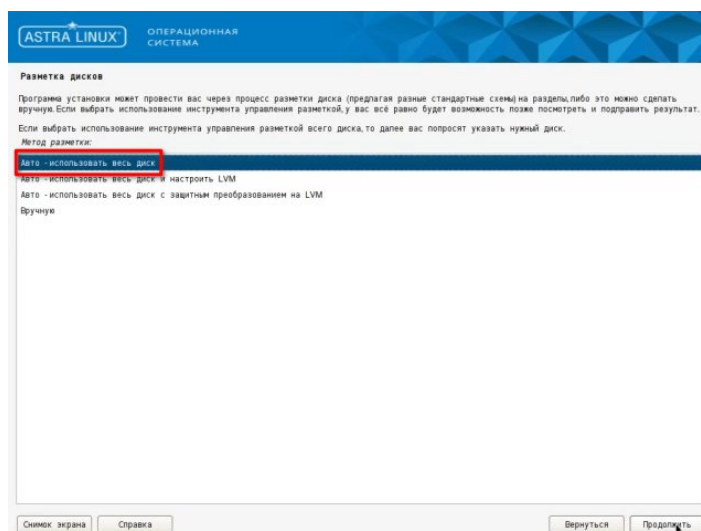 ASTRA LINUX®
ОПЕРАЦИОННАЯ
СИСТЕМА
Разметка дисков
Программа установки может провести вас через процесс разметки диска (предлагая разные стандартные схемы) на разделы, либо это можно сделать
вручную. Если выбрать использование инструмента управления разметкой, у вас всё равно будет возможность позже посмотреть и подправить результат.
Если выбрать использование инструмента управления разметкой всего диска, то далее вас попросят указать нужный диск.
Метод разметки:
Авто - использовать весь диск
Авто - использовать весь диск и настроить LVM
Авто - использовать весь диск с защитным преобразованием на LVM
Вручную
Снимок экрана Справка Вернуться Продолжить